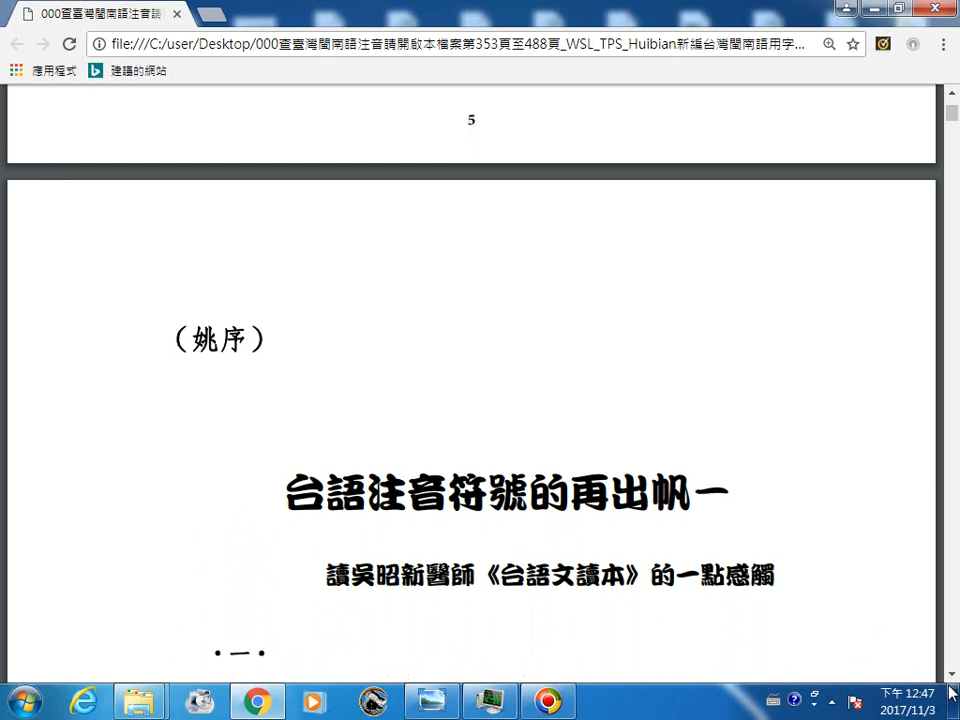 000查臺灣閩南語注音請
file:///C:/user/Desktop/000查臺灣閩南語注音請開啟本檔案第353頁至488頁_WSL_TPS_Huibian新編台灣閩南語用字...
應用程式
建議的網站
5
（姚序）
台語注音符號的再出帆一
讀吳昭新醫師《台語文讀本》的一點感觸
·一·
下午 12:47
2017/11/3